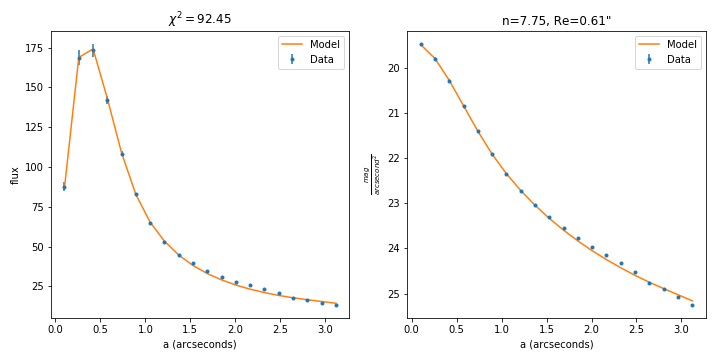 χ² = 92.45
Model
Data
flux
175
150
125
100
75
50
25
0.0 0.5 1.0 1.5 2.0 2.5 3.0
a (arcseconds)
n=7.75, Re=0.61"
Model
Data
mag
arcsecond²
20
21
22
23
24
25
0.0 0.5 1.0 1.5 2.0 2.5 3.0
a (arcseconds)